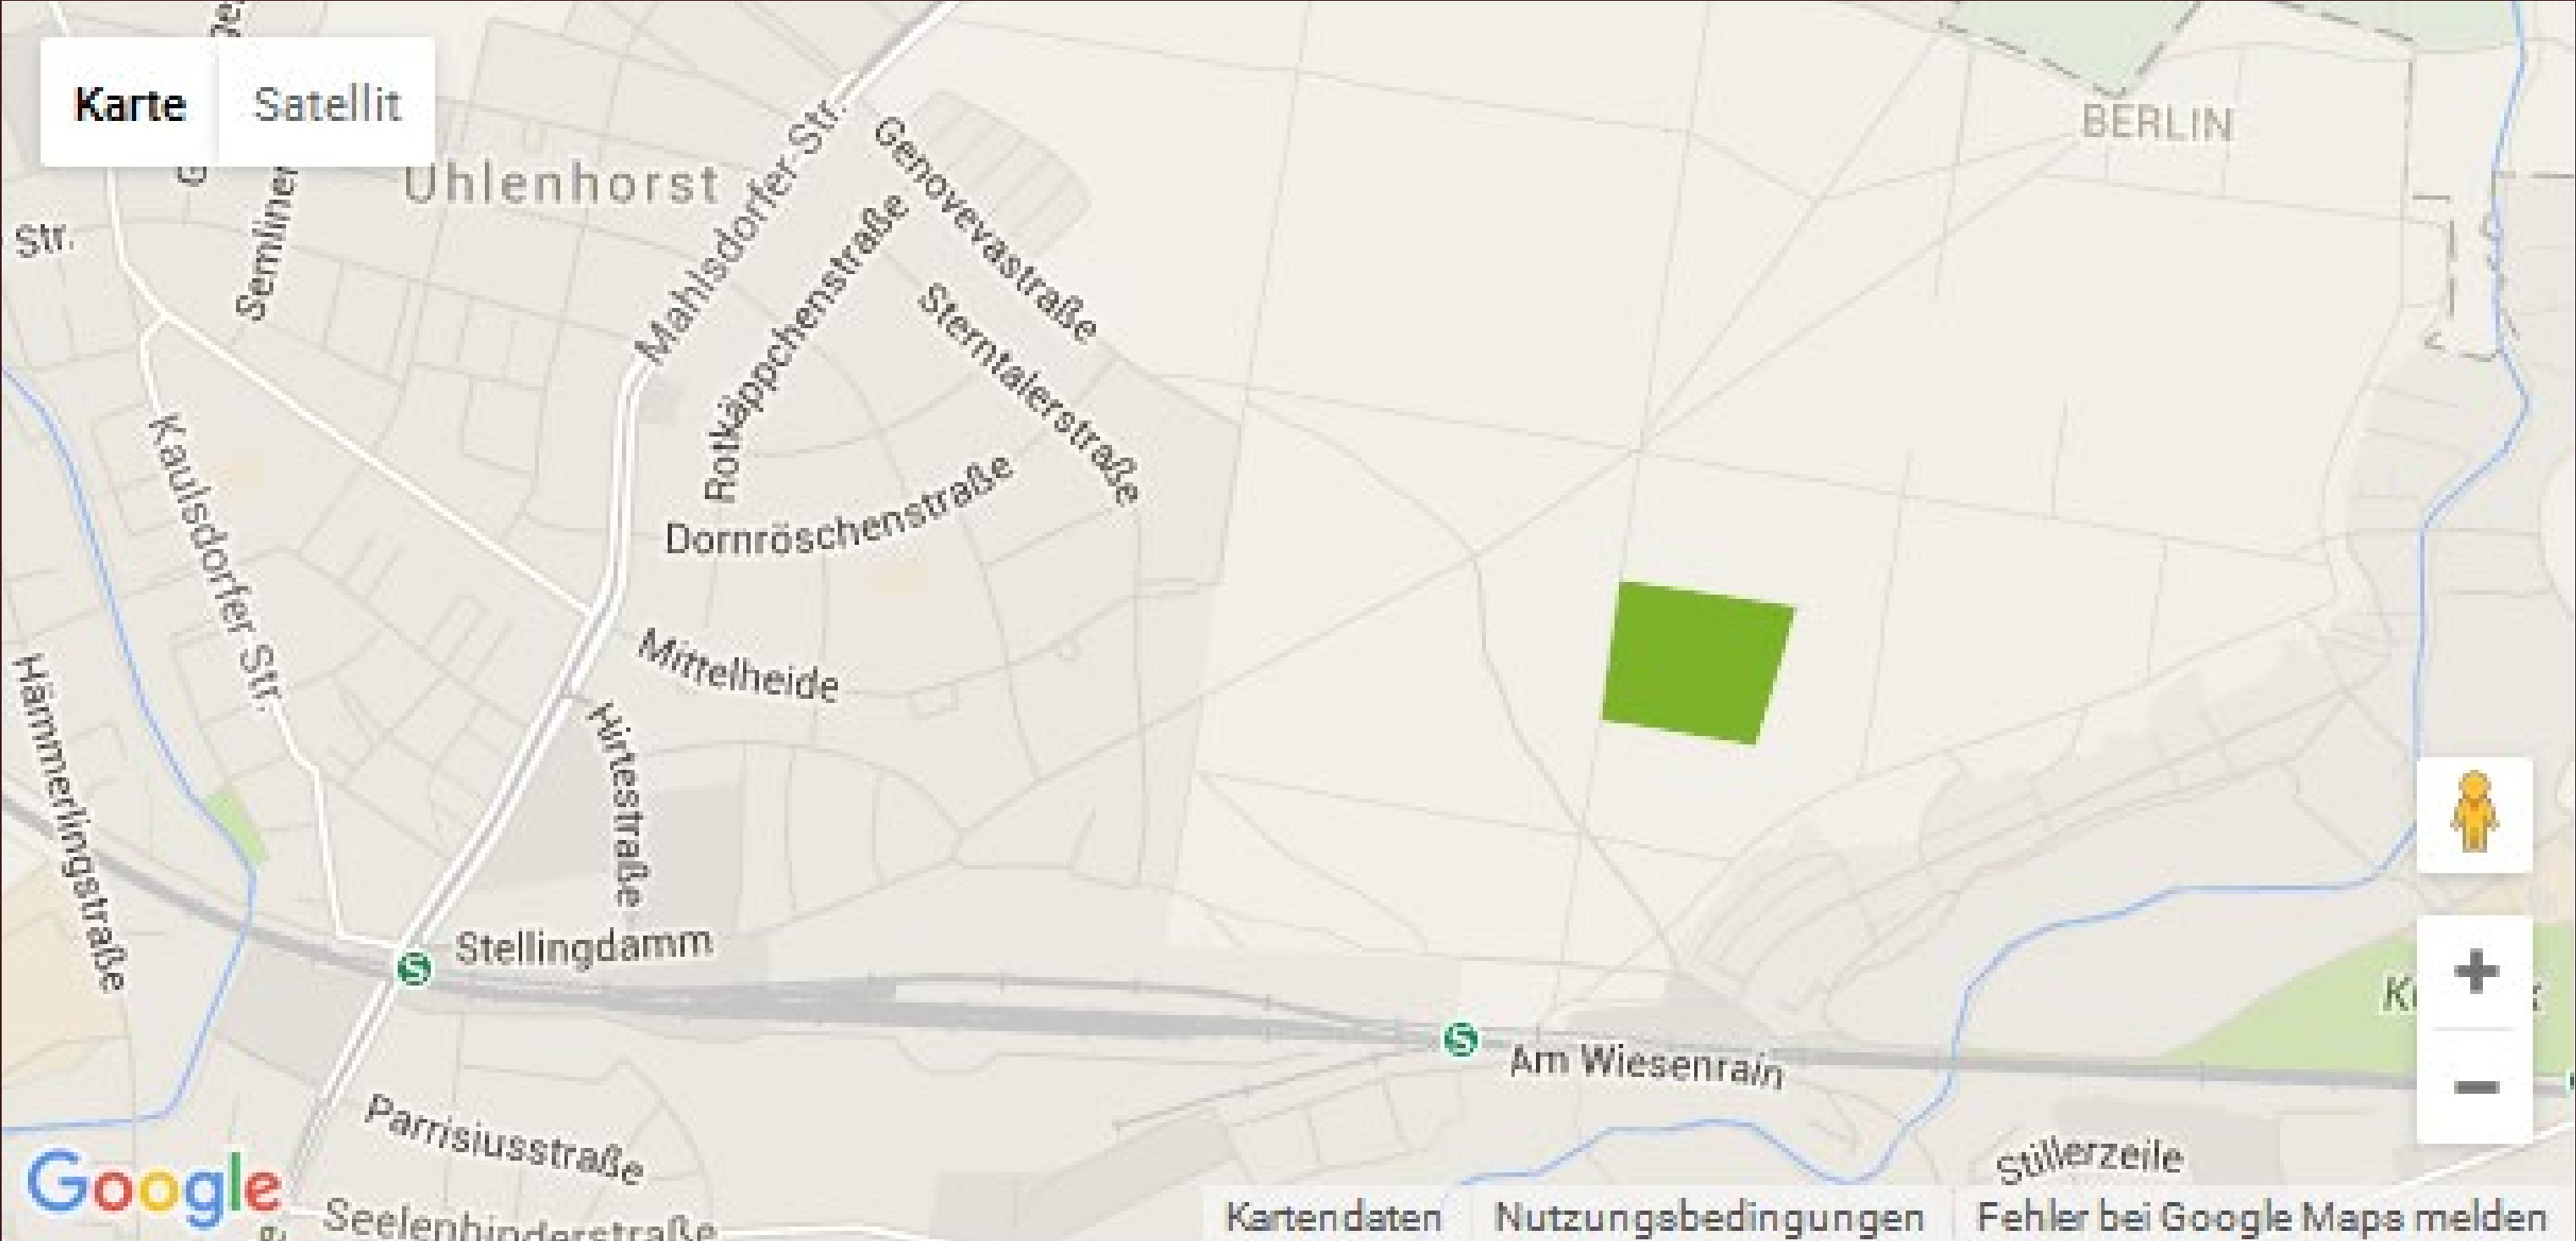 Karte
Satellit
BERLIN
Uhlenhorst
Str.
Semliner
Mahlsdorfer-Str.
Genovevastraße
Rotkäppchenstraße
Sterntalerstraße
Kaulsdorfer-Str.
Dornröschenstraße
Mittelheide
Hämmerlingstraße
Hirtestraße
Stellingdamm
S
S
Am Wiesenrain
Parrisiusstraße
Stillerzeile
Google
Seelenbinderstraße
Kartendaten
Nutzungsbedingungen
Fehler bei Google Maps melden
+
−